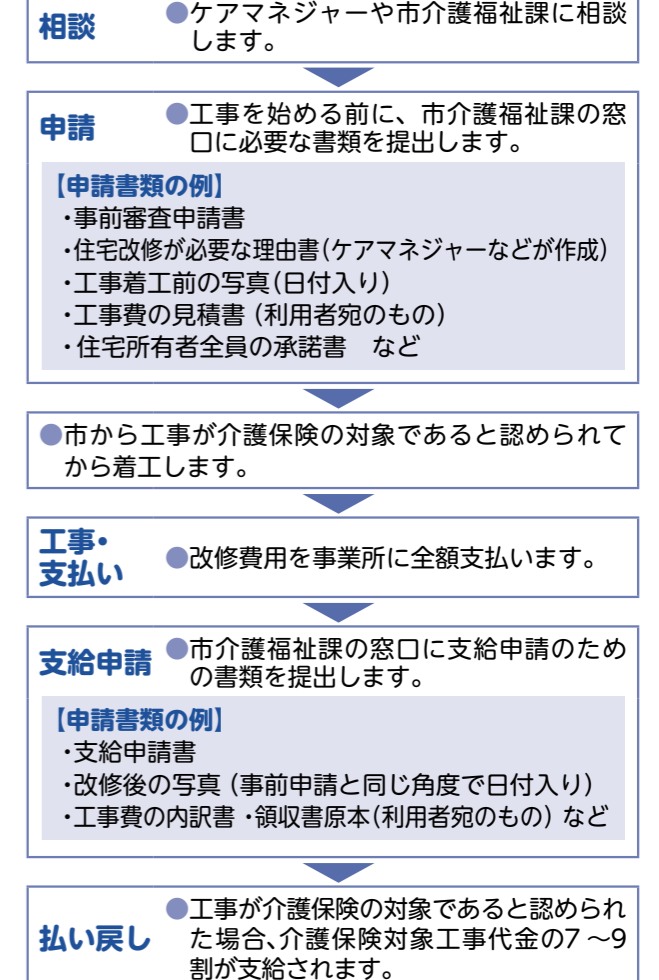 相談
●ケアマネジャーや市介護福祉課に相談
します。
申請
●工事を始める前に、市介護福祉課の窓
口に必要な書類を提出します。
【申請書類の例】
・事前審査申請書
・住宅改修が必要な理由書(ケアマネジャーなどが作成)
・工事着工前の写真(日付入り)
・工事費の見積書(利用者宛のもの)
・住宅所有者全員の承諾書　など
●市から工事が介護保険の対象であると認められて
から着工します。
工事・
支払い
●改修費用を事業所に全額支払います。
支給申請
●市介護福祉課の窓口に支給申請のため
の書類を提出します。
【申請書類の例】
・支給申請書
・改修後の写真(事前申請と同じ角度で日付入り)
・工事費の内訳書・領収書原本(利用者宛のもの) など
払い戻し
●工事が介護保険の対象であると認められ
た場合、介護保険対象工事代金の7～9
割が支給されます。